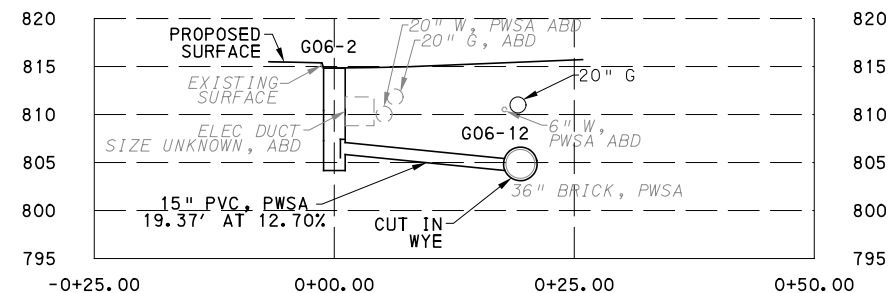 820
820
PROPOSED
SURFACE
G06-2
20" W, PWSA ABD
20" G, ABD
815
815
EXISTING
SURFACE
20" G
810
810
ELEC DUCT
SIZE UNKNOWN, ABD
G06-12
6" W,
PWSA ABD
805
805
36" BRICK, PWSA
15" PVC, PWSA
19.37' AT 12.70%
800
800
CUT IN
WYE
795
795
-0+25.00
0+00.00
0+25.00
0+50.00